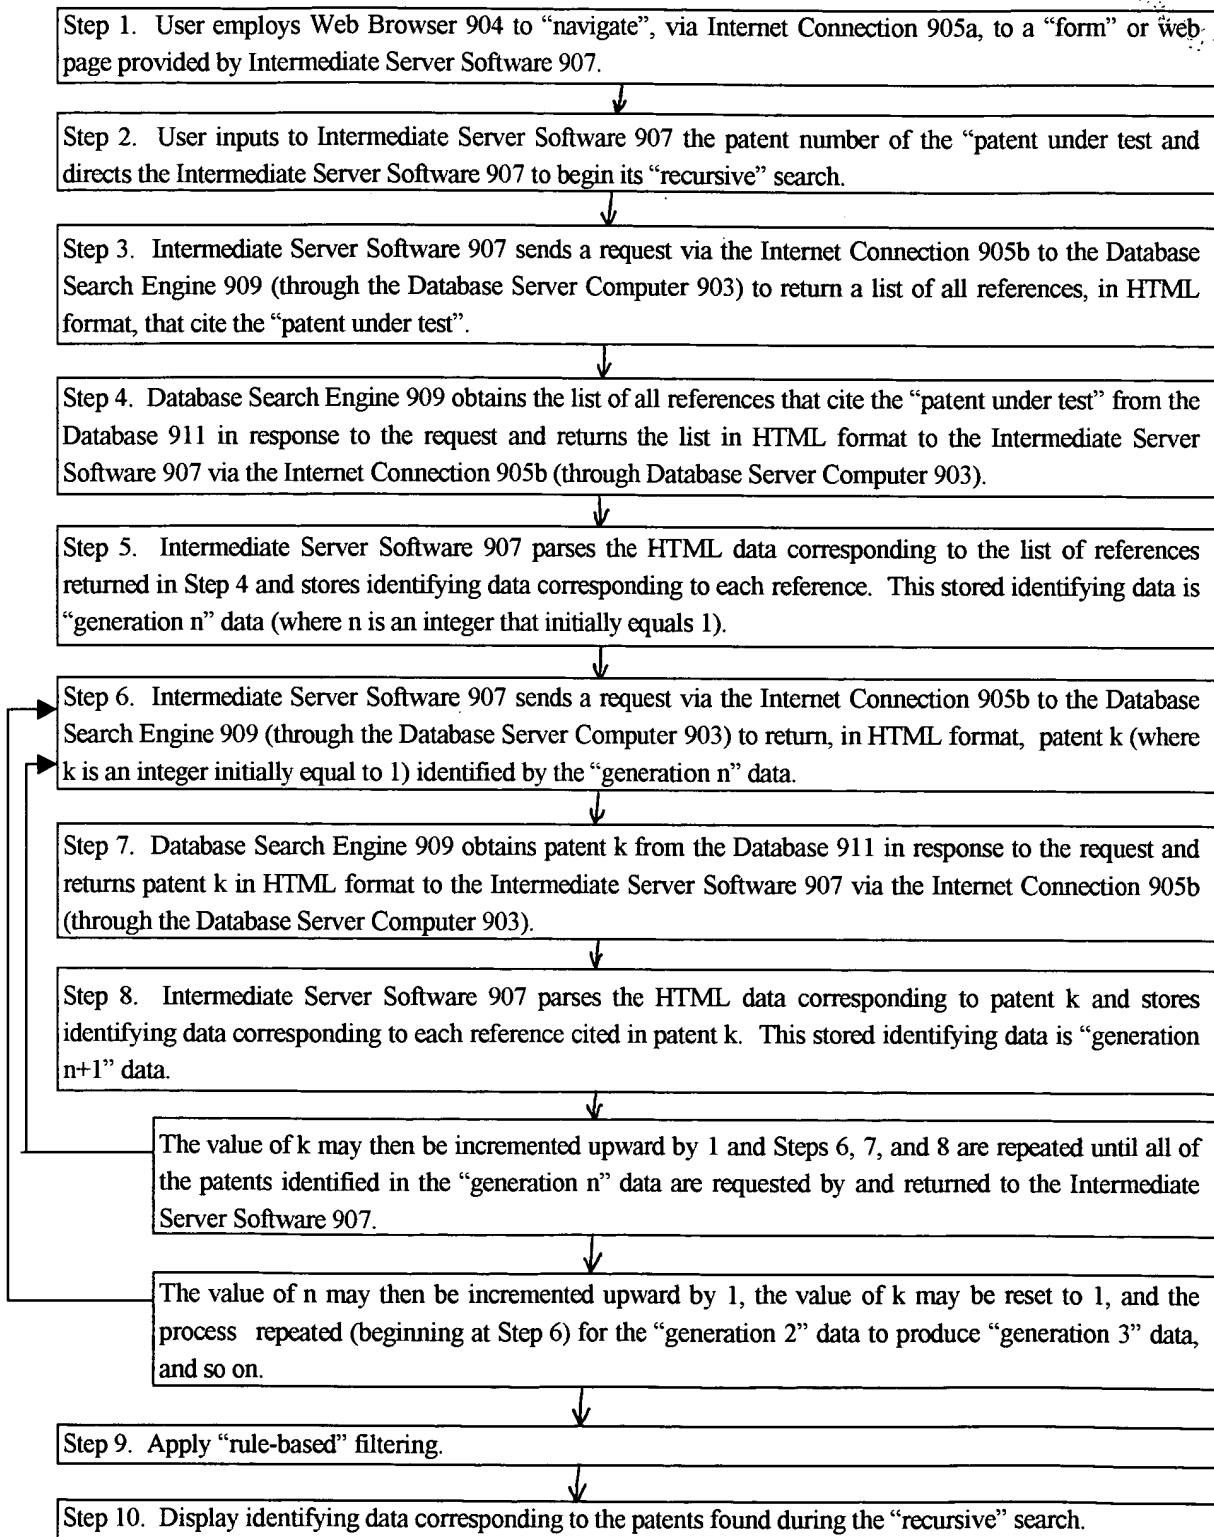 Step 1. User employs Web Browser 904 to “navigate”, via Internet Connection 905a, to a “form” or web
page provided by Intermediate Server Software 907.
Step 2. User inputs to Intermediate Server Software 907 the patent number of the “patent under test and
directs the Intermediate Server Software 907 to begin its “recursive” search.
Step 3. Intermediate Server Software 907 sends a request via the Internet Connection 905b to the Database
Search Engine 909 (through the Database Server Computer 903) to return a list of all references, in HTML
format, that cite the “patent under test”.
Step 4. Database Search Engine 909 obtains the list of all references that cite the “patent under test” from the
Database 911 in response to the request and returns the list in HTML format to the Intermediate Server
Software 907 via the Internet Connection 905b (through Database Server Computer 903).
Step 5. Intermediate Server Software 907 parses the HTML data corresponding to the list of references
returned in Step 4 and stores identifying data corresponding to each reference. This stored identifying data is
“generation n” data (where n is an integer that initially equals 1).
Step 6. Intermediate Server Software 907 sends a request via the Internet Connection 905b to the Database
Search Engine 909 (through the Database Server Computer 903) to return, in HTML format, patent k (where
k is an integer initially equal to 1) identified by the “generation n” data.
Step 7. Database Search Engine 909 obtains patent k from the Database 911 in response to the request and
returns patent k in HTML format to the Intermediate Server Software 907 via the Internet Connection 905b
(through the Database Server Computer 903).
Step 8. Intermediate Server Software 907 parses the HTML data corresponding to patent k and stores
identifying data corresponding to each reference cited in patent k. This stored identifying data is “generation
n+1” data.
The value of k may then be incremented upward by 1 and Steps 6, 7, and 8 are repeated until all of
the patents identified in the “generation n” data are requested by and returned to the Intermediate
Server Software 907.
The value of n may then be incremented upward by 1, the value of k may be reset to 1, and the
process repeated (beginning at Step 6) for the “generation 2” data to produce “generation 3” data,
and so on.
Step 9. Apply “rule-based” filtering.
Step 10. Display identifying data corresponding to the patents found during the “recursive” search.